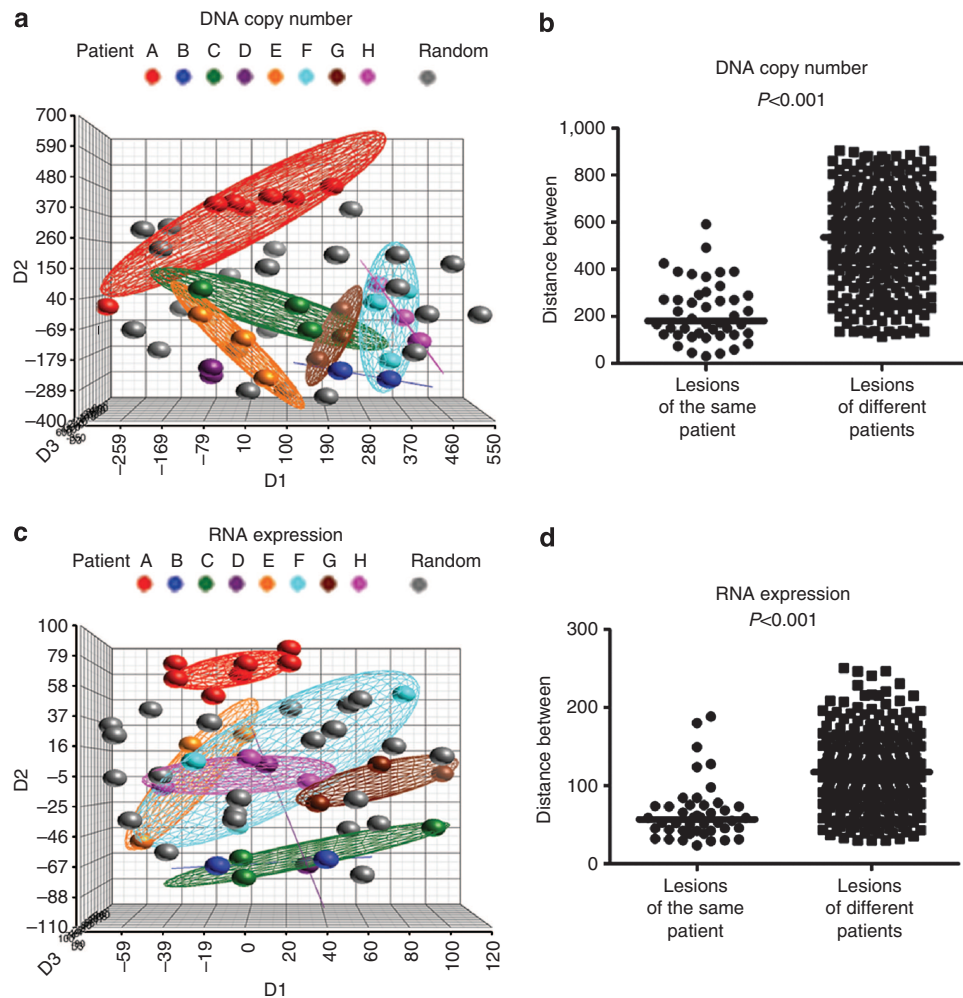 a
DNA copy number
Patient A B C D E F G H Random
700
590
480
370
260
150
40
−69
−179
−289
−400
D2
D3
−259
−169
−79
10
100
190
280
370
460
550
D1
b
DNA copy number
P<0.001
1,000
800
600
400
200
0
Distance between
Lesions
of the same
patient
Lesions
of different
patients
c
RNA expression
Patient A B C D E F G H Random
100
79
58
37
16
−5
−25
−46
−67
−88
−110
D2
D3
−59
−39
−19
0
20
40
60
80
100
120
D1
d
RNA expression
P<0.001
300
200
100
0
Distance between
Lesions
of the same
patient
Lesions
of different
patients